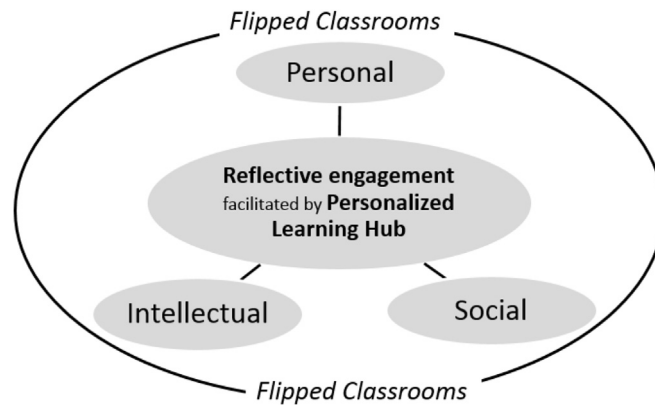 Flipped Classrooms
Personal
Reflective engagement
facilitated by Personalized
Learning Hub
Intellectual
Social
Flipped Classrooms